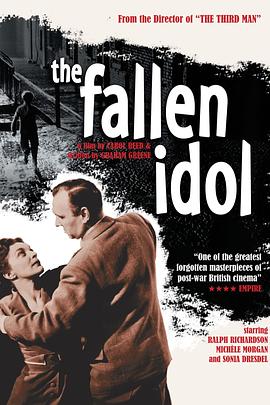 From the Director of "THE THIRD MAN"
the
fallen
idol
a film by CAROL REED &
written by GRAHAM GREENE
"One of the greatest
forgotten masterpieces of
post-war British cinema"
★★★★ EMPIRE
starring
RALPH RICHARDSON
MICHÈLE MORGAN
and SONIA DRESDEL